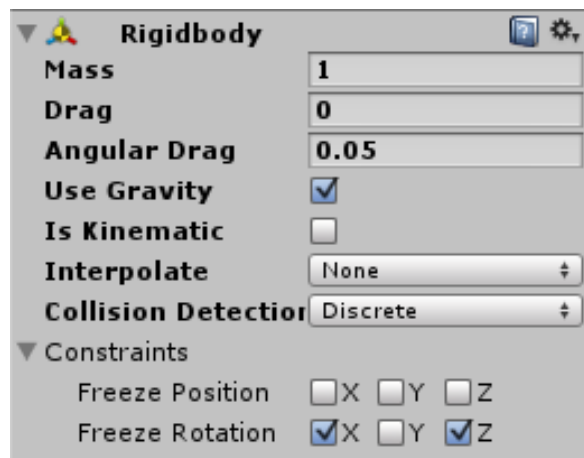 Rigidbody
Mass 1
Drag 0
Angular Drag 0.05
Use Gravity
Is Kinematic
Interpolate None
Collision Detection Discrete
Constraints
Freeze Position X Y Z
Freeze Rotation X Y Z